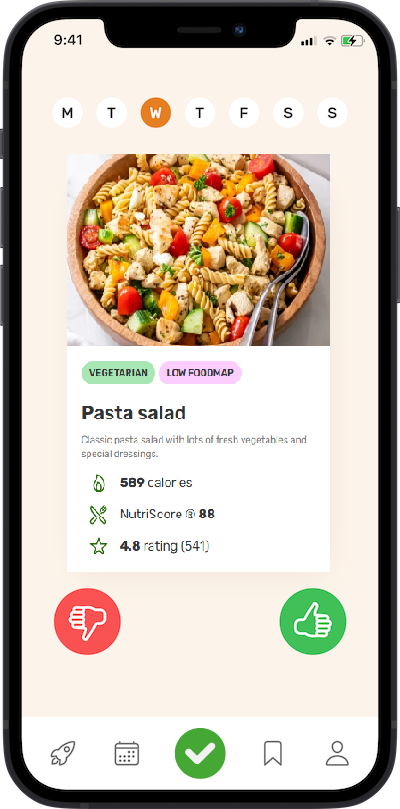 9:41
M T W T F S S
VEGETARIAN LOW FOODMAP
Pasta salad
Classic pasta salad with lots of fresh vegetables and
special dressings.
589 calories
NutriScore ® 88
4.8 rating (541)